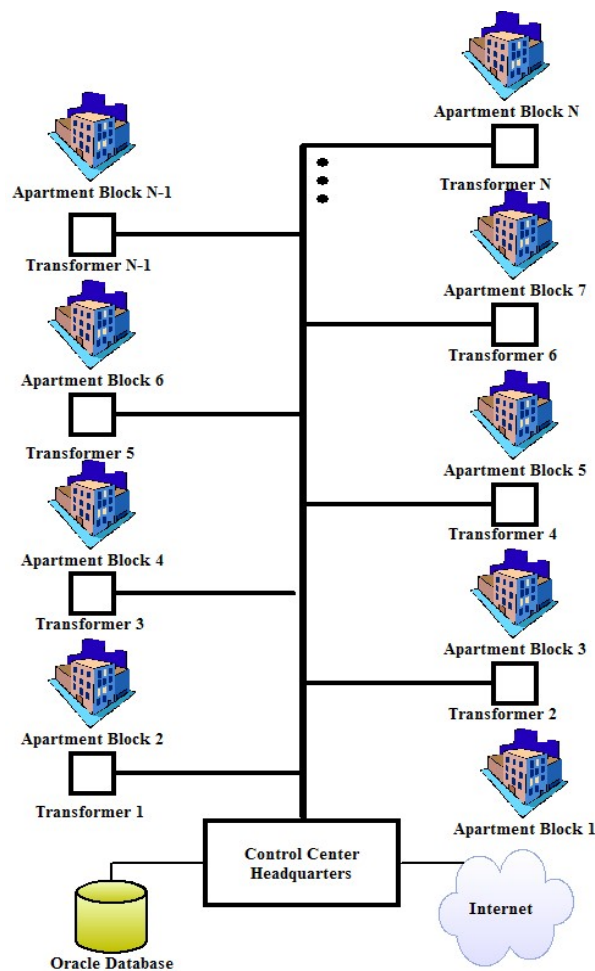 Apartment Block N
Apartment Block N-1
Transformer N
Transformer N-1
Apartment Block 7
Transformer 6
Apartment Block 6
Transformer 5
Apartment Block 5
Transformer 4
Apartment Block 4
Transformer 3
Apartment Block 3
Transformer 2
Apartment Block 2
Transformer 1
Apartment Block 1
Control Center
Headquarters
Internet
Oracle Database